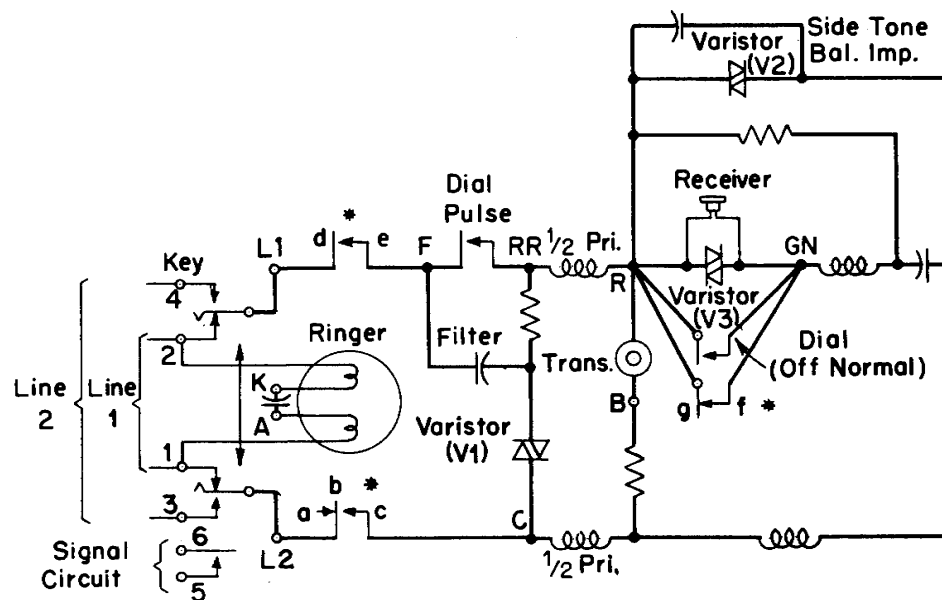 Side Tone
Bal. Imp.
Varistor
(V2)
Receiver
Dial
Pulse
*
d
e
F
RR
1/2 Pri.
R
GN
L1
Key
4
Varistor
(V3)
Dial
(Off Normal)
Ringer
Filter
Trans.
2
K
A
B
g
f *
Line
2
Line
1
Varistor
(V1)
1
3
b
*
a
c
C
L2
1/2 Pri.
Signal
Circuit
6
5